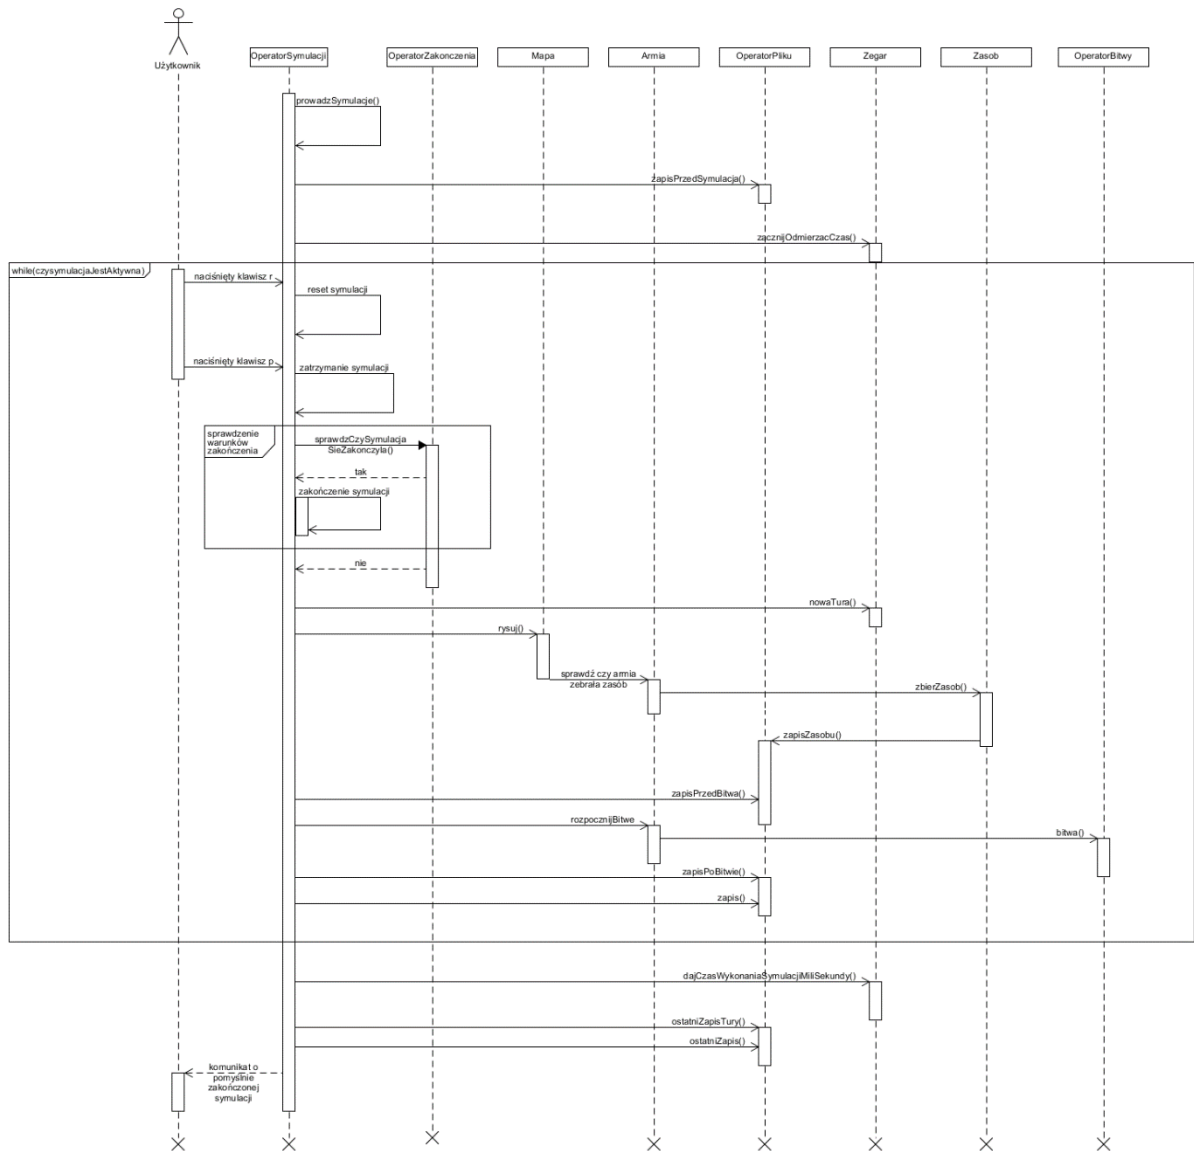 Użytkownik
OperatorSymulacji
OperatorZakonczenia
Mapa
Armia
OperatorPliku
Zegar
Zasob
OperatorBitwy
prowadzSymulacje()
zapisPrzedSymulacja()
zacznijOdmierzacCzas()
while(czysymulacjaJestAktywna)
naciśnięty klawisz r
reset symulacji
naciśnięty klawisz p
zatrzymanie symulacji
sprawdzenie
warunków
zakończenia
sprawdzCzySymulacja
SieZakonczyla()
tak
zakończenie symulacji
nie
nowaTura()
rysuj()
sprawdź czy armia
zebrała zasób
zbierZasob()
zapisZasobu()
zapisPrzedBitwa()
rozpocznijBitwe
bitwa()
zapisPoBitwie()
zapis()
dajCzasWykonaniaSymulacjiMiliSekundy()
ostatniZapisTury()
ostatniZapis()
komunikat o
pomyślnie
zakończonej
symulacji